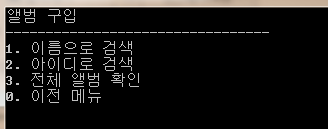 앨범 구입
---------------------------------
1. 이름으로 검색
2. 아이디로 검색
3. 전체 앨범 확인
0. 이전 메뉴